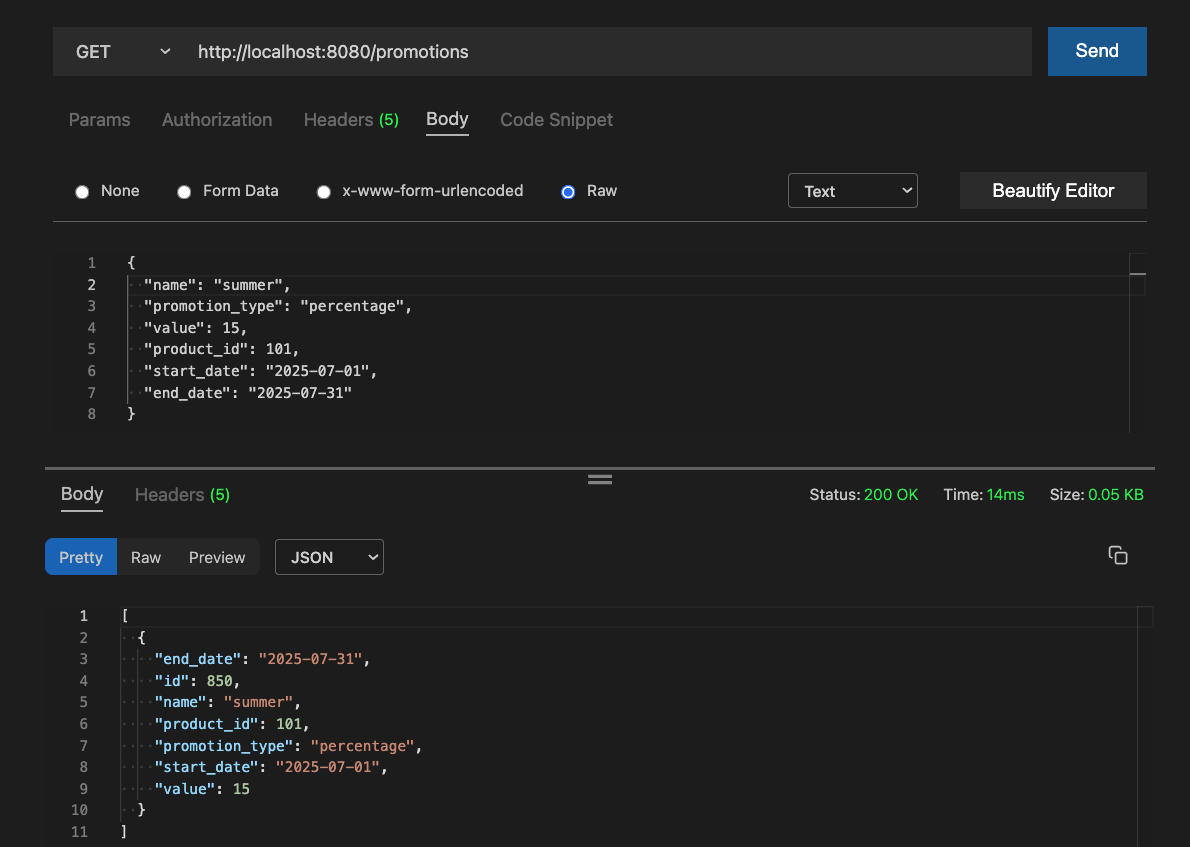 GET http://localhost:8080/promotions Send
Params Authorization Headers (5) Body Code Snippet
None Form Data x-www-form-urlencoded Raw Text Beautify Editor
1 {
2 "name": "summer",
3 "promotion_type": "percentage",
4 "value": 15,
5 "product_id": 101,
6 "start_date": "2025-07-01",
7 "end_date": "2025-07-31"
8 }
Body Headers (5) Status: 200 OK Time: 14ms Size: 0.05 KB
Pretty Raw Preview JSON
1 [
2 {
3 "end_date": "2025-07-31",
4 "id": 850,
5 "name": "summer",
6 "product_id": 101,
7 "promotion_type": "percentage",
8 "start_date": "2025-07-01",
9 "value": 15
10 }
11 ]